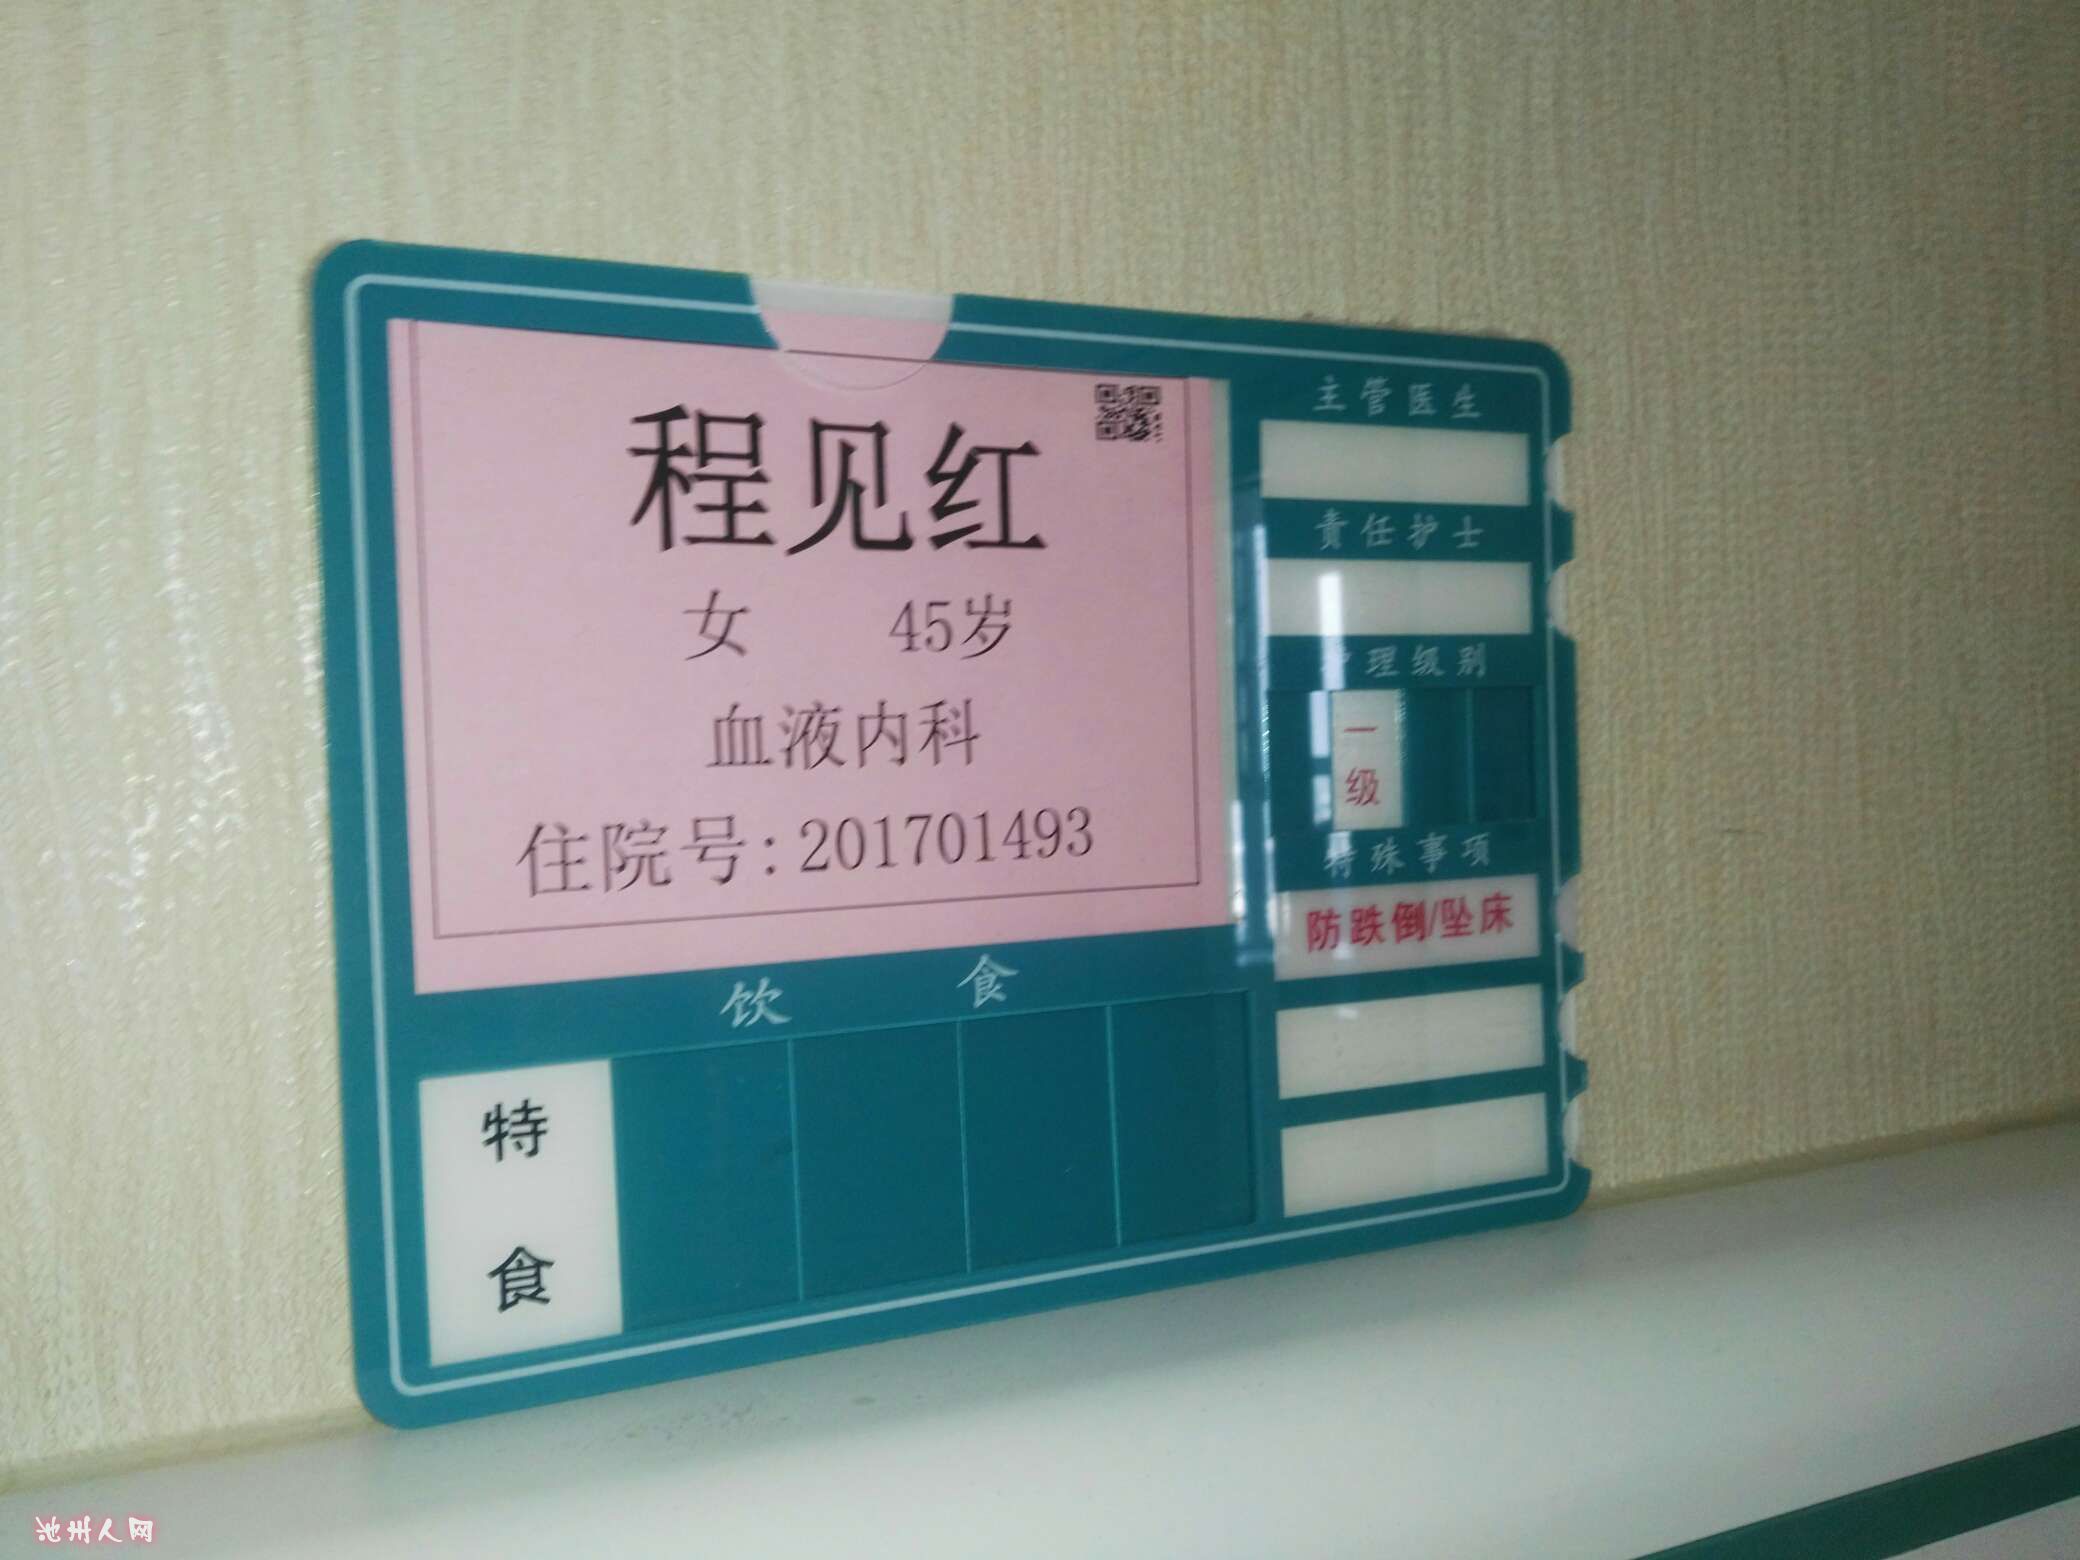 程见红
女 45岁
血液内科
住院号:201701493
饮 食
特
食
主管医生
责任护士
护理级别
一
级
特殊事项
防跌倒/坠床
池州人网